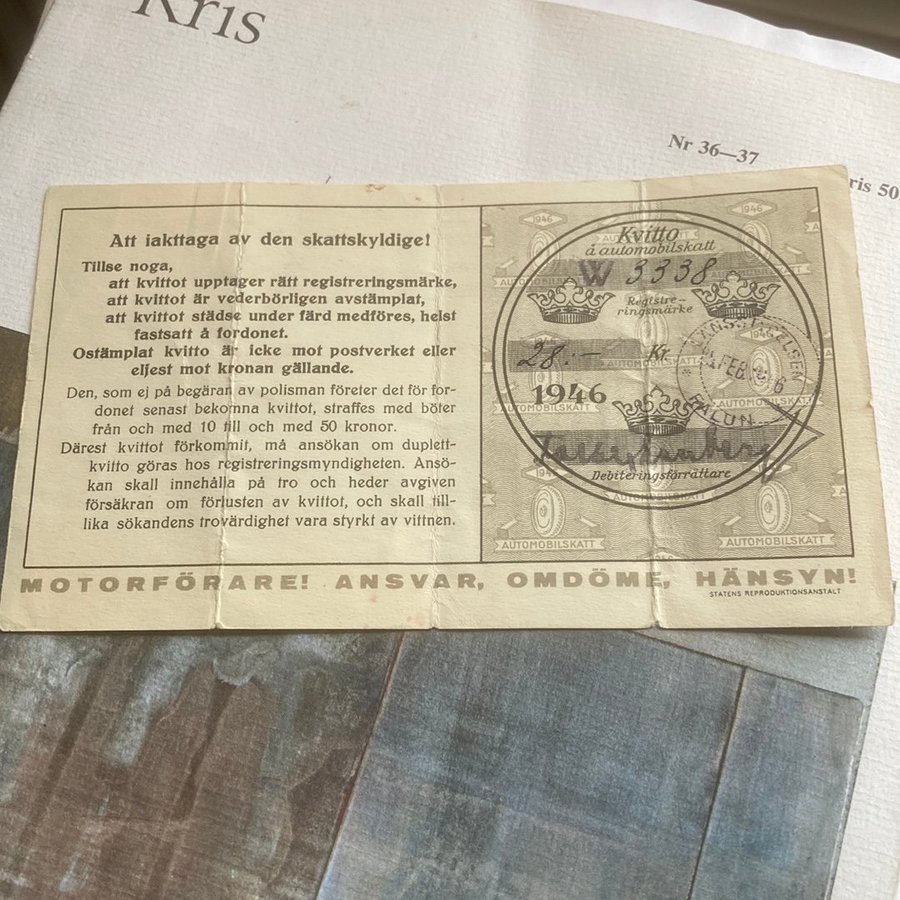 Kris
Nr 36—37
ris 50
Att iakttaga av den skattskyldige!
Tillse noga,
att kvittot upptager rätt registreringsmärke,
att kvittot är vederbörligen avstämplat,
att kvittot städse under färd medföres, helst
fastsatt å fordonet.
Ostämplat kvitto är icke mot postverket eller
eljest mot kronan gällande.
Den, som ej på begäran av polisman företer det för for-
donet senast bekomna kvittot, straffes med böter
från och med 10 till och med 50 kronor.
Därest kvittot förkommit, må ansökan om duplett-
kvitto göras hos registreringsmyndigheten. Ansö-
kan skall innehålla på tro och heder avgiven
försäkran om förlusten av kvittot, och skall till-
lika sökandens trovärdighet vara styrkt av vittnen.
Kvitto
å automobilskatt
W 3338
Registre-
ringsmärke
28:— Kr.
1946
LÄNSSTYRELSEN
FEB.
FALUN
Debiteringsförrättare
1946
AUTOMOBILSKATT
MOTORFÖRARE! ANSVAR, OMDÖME, HÄNSYN!
STATENS REPRODUKTIONSANSTALT